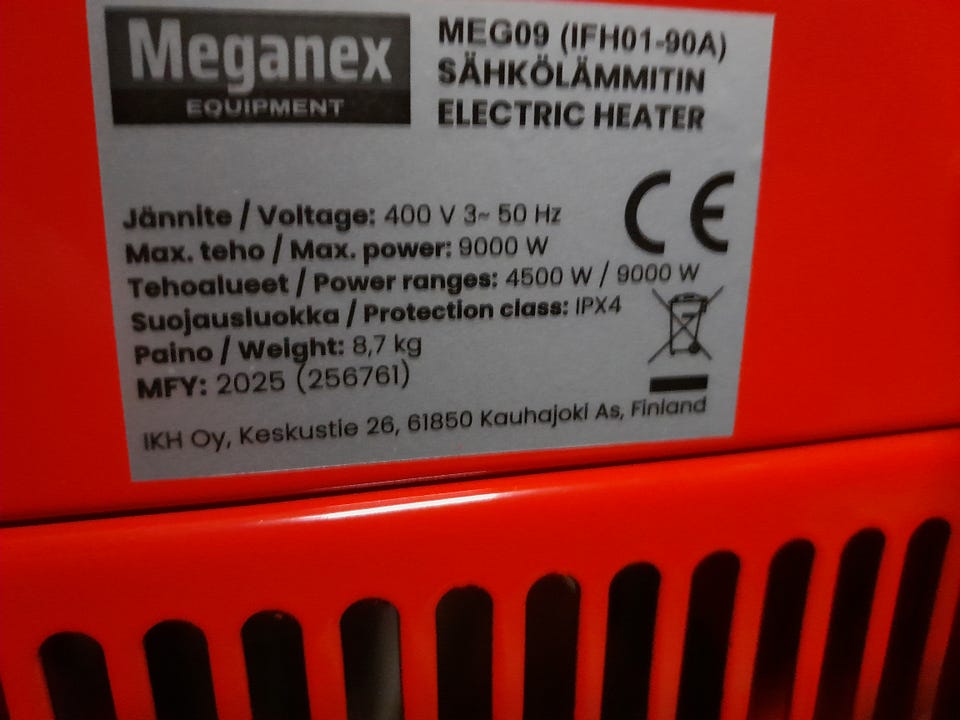 Meganex
EQUIPMENT
MEG09 (IFH01-90A)
SÄHKÖLÄMMITIN
ELECTRIC HEATER
CE
Jännite / Voltage: 400 V 3~ 50 Hz
Max. teho / Max. power: 9000 W
Tehoalueet / Power ranges: 4500 W / 9000 W
Suojausluokka / Protection class: IPX4
Paino / Weight: 8,7 kg
MFY: 2025 (256761)
IKH Oy, Keskustie 26, 61850 Kauhajoki As, Finland